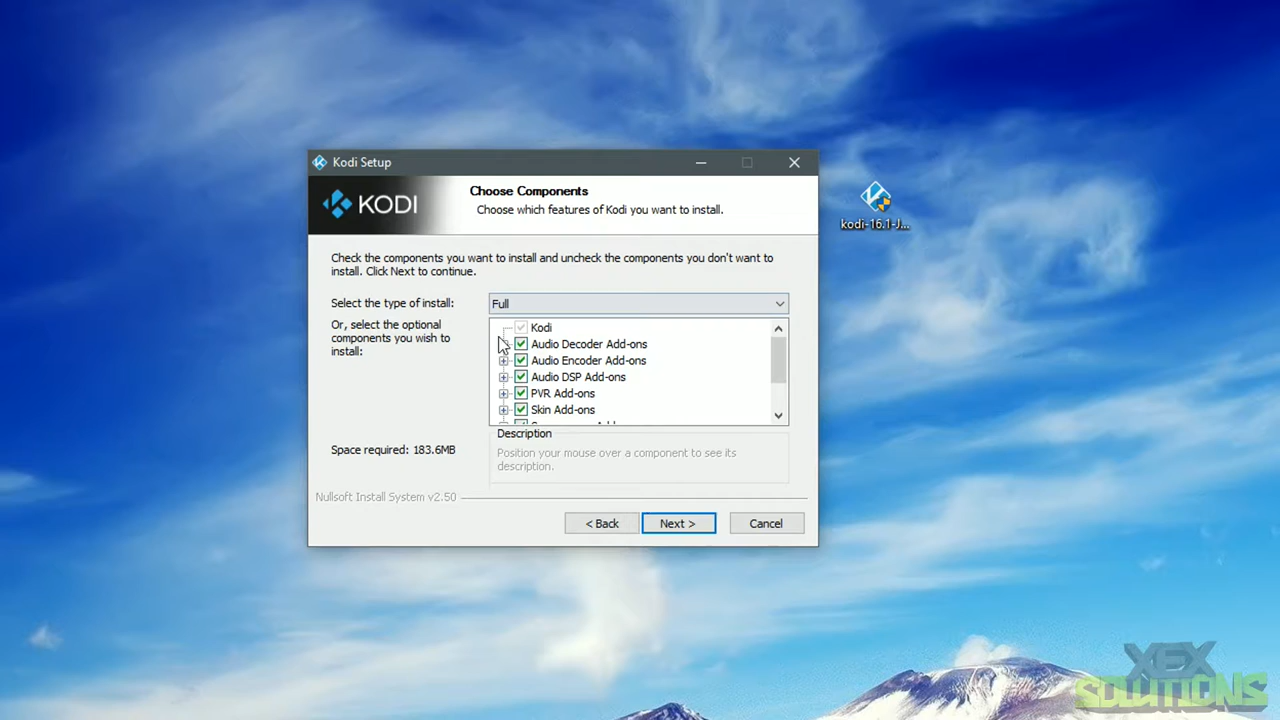 Kodi Setup
KODI
Choose Components
Choose which features of Kodi you want to install.
kodi-16.1-J...
Check the components you want to install and uncheck the components you don't want to
install. Click Next to continue.
Select the type of install:
Full
Or, select the optional
components you wish to
install:
Kodi
Audio Decoder Add-ons
Audio Encoder Add-ons
Audio DSP Add-ons
PVR Add-ons
Skin Add-ons
Space required: 183.6MB
Description
Position your mouse over a component to see its
description.
Nullsoft Install System v2.50
< Back
Next >
Cancel
XEX
SOLUTIONS